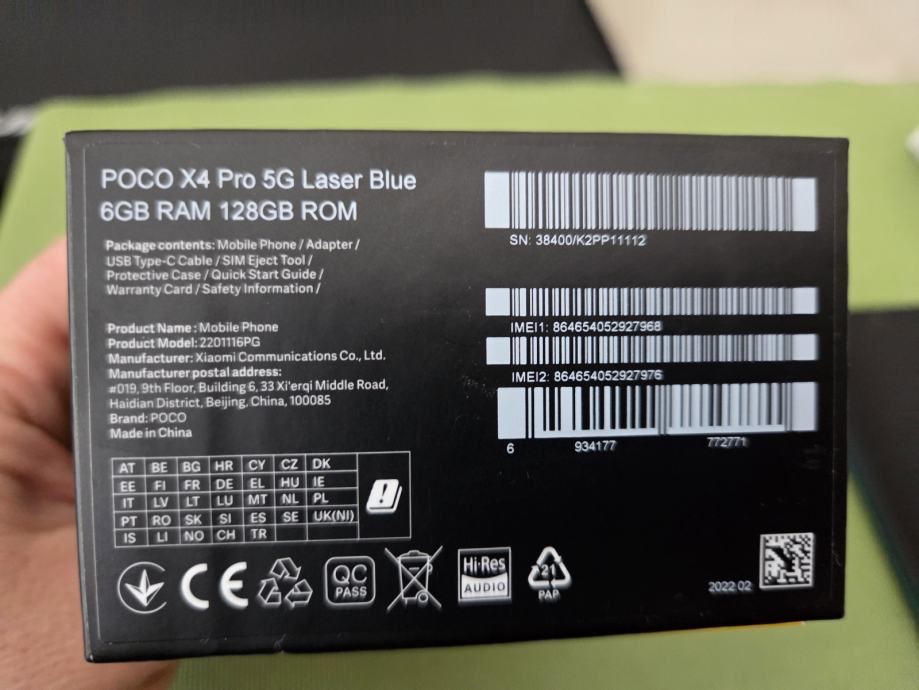 POCO X4 Pro 5G Laser Blue
6GB RAM 128GB ROM
Package contents: Mobile Phone / Adapter /
USB Type-C Cable / SIM Eject Tool /
Protective Case / Quick Start Guide /
Warranty Card / Safety Information /
Product Name: Mobile Phone
Product Model: 2201116PG
Manufacturer: Xiaomi Communications Co., Ltd.
Manufacturer postal address:
#019, 9th Floor, Building 6, 33 Xi'erqi Middle Road,
Haidian District, Beijing, China, 100085
Brand: POCO
Made in China
AT BE BG HR CY CZ DK
EE FI FR DE EL HU IE
IT LV LT LU MT NL PL
PT RO SK SI ES SE UK(NI)
IS LI NO CH TR
CE
QC
PASS
Hi-Res
AUDIO
21
PAP
SN: 38400/K2PP11112
IMEI1: 864654052927968
IMEI2: 864654052927976
6 934177 772771
2022 02